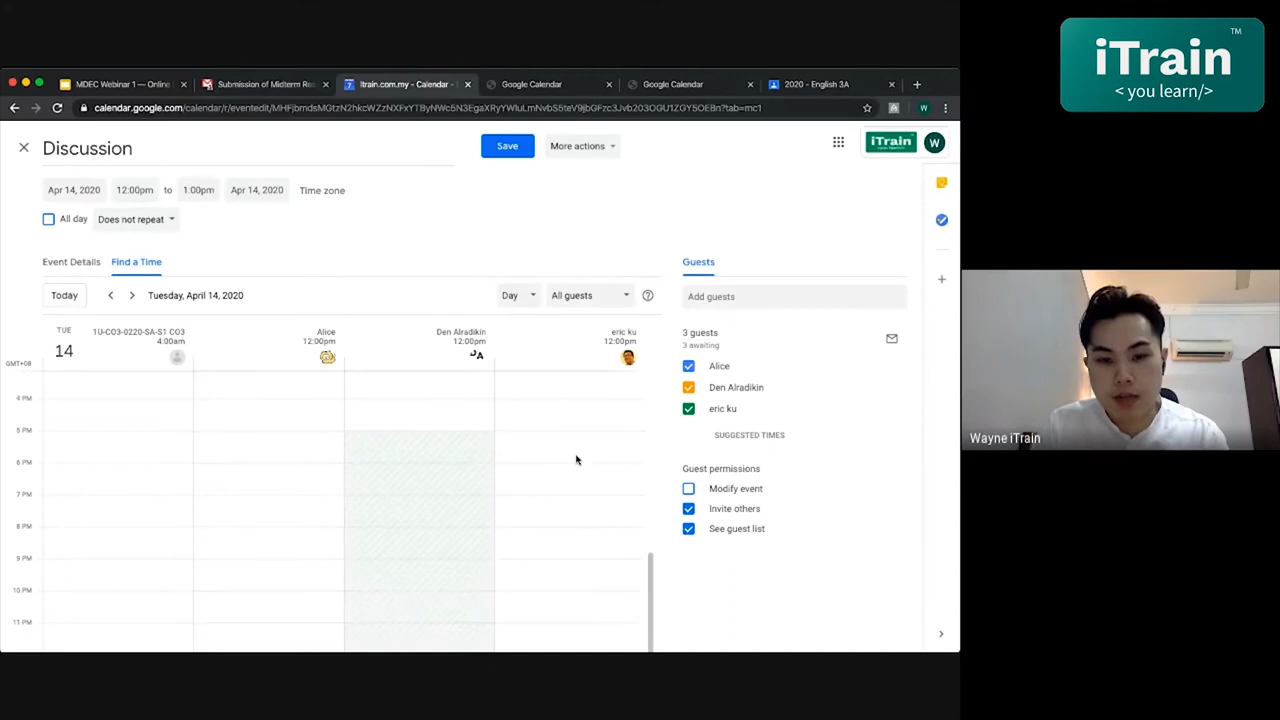 iTrain
TM
< you learn/>
MDEC Webinar 1 — Online
Submission of Midterm Re
itrain.com.my - Calendar -
Google Calendar
Google Calendar
2020 - English 3A
Discussion
Save
More actions
iTrain
W
Apr 14, 2020
12:00pm
to
1:00pm
Apr 14, 2020
Time zone
All day
Does not repeat
Event Details
Find a Time
Guests
Today
Tuesday, April 14, 2020
Day
All guests
Add guests
TUE
14
GMT+08
1U-CO3-0220-SA-S1 CO3
4:00am
Alice
12:00pm
Den Alradikin
12:00pm
eric ku
12:00pm
3 guests
3 awaiting
Alice
Den Alradikin
eric ku
SUGGESTED TIMES
Guest permissions
Modify event
Invite others
See guest list
4 PM
5 PM
6 PM
7 PM
8 PM
9 PM
10 PM
11 PM
Wayne iTrain